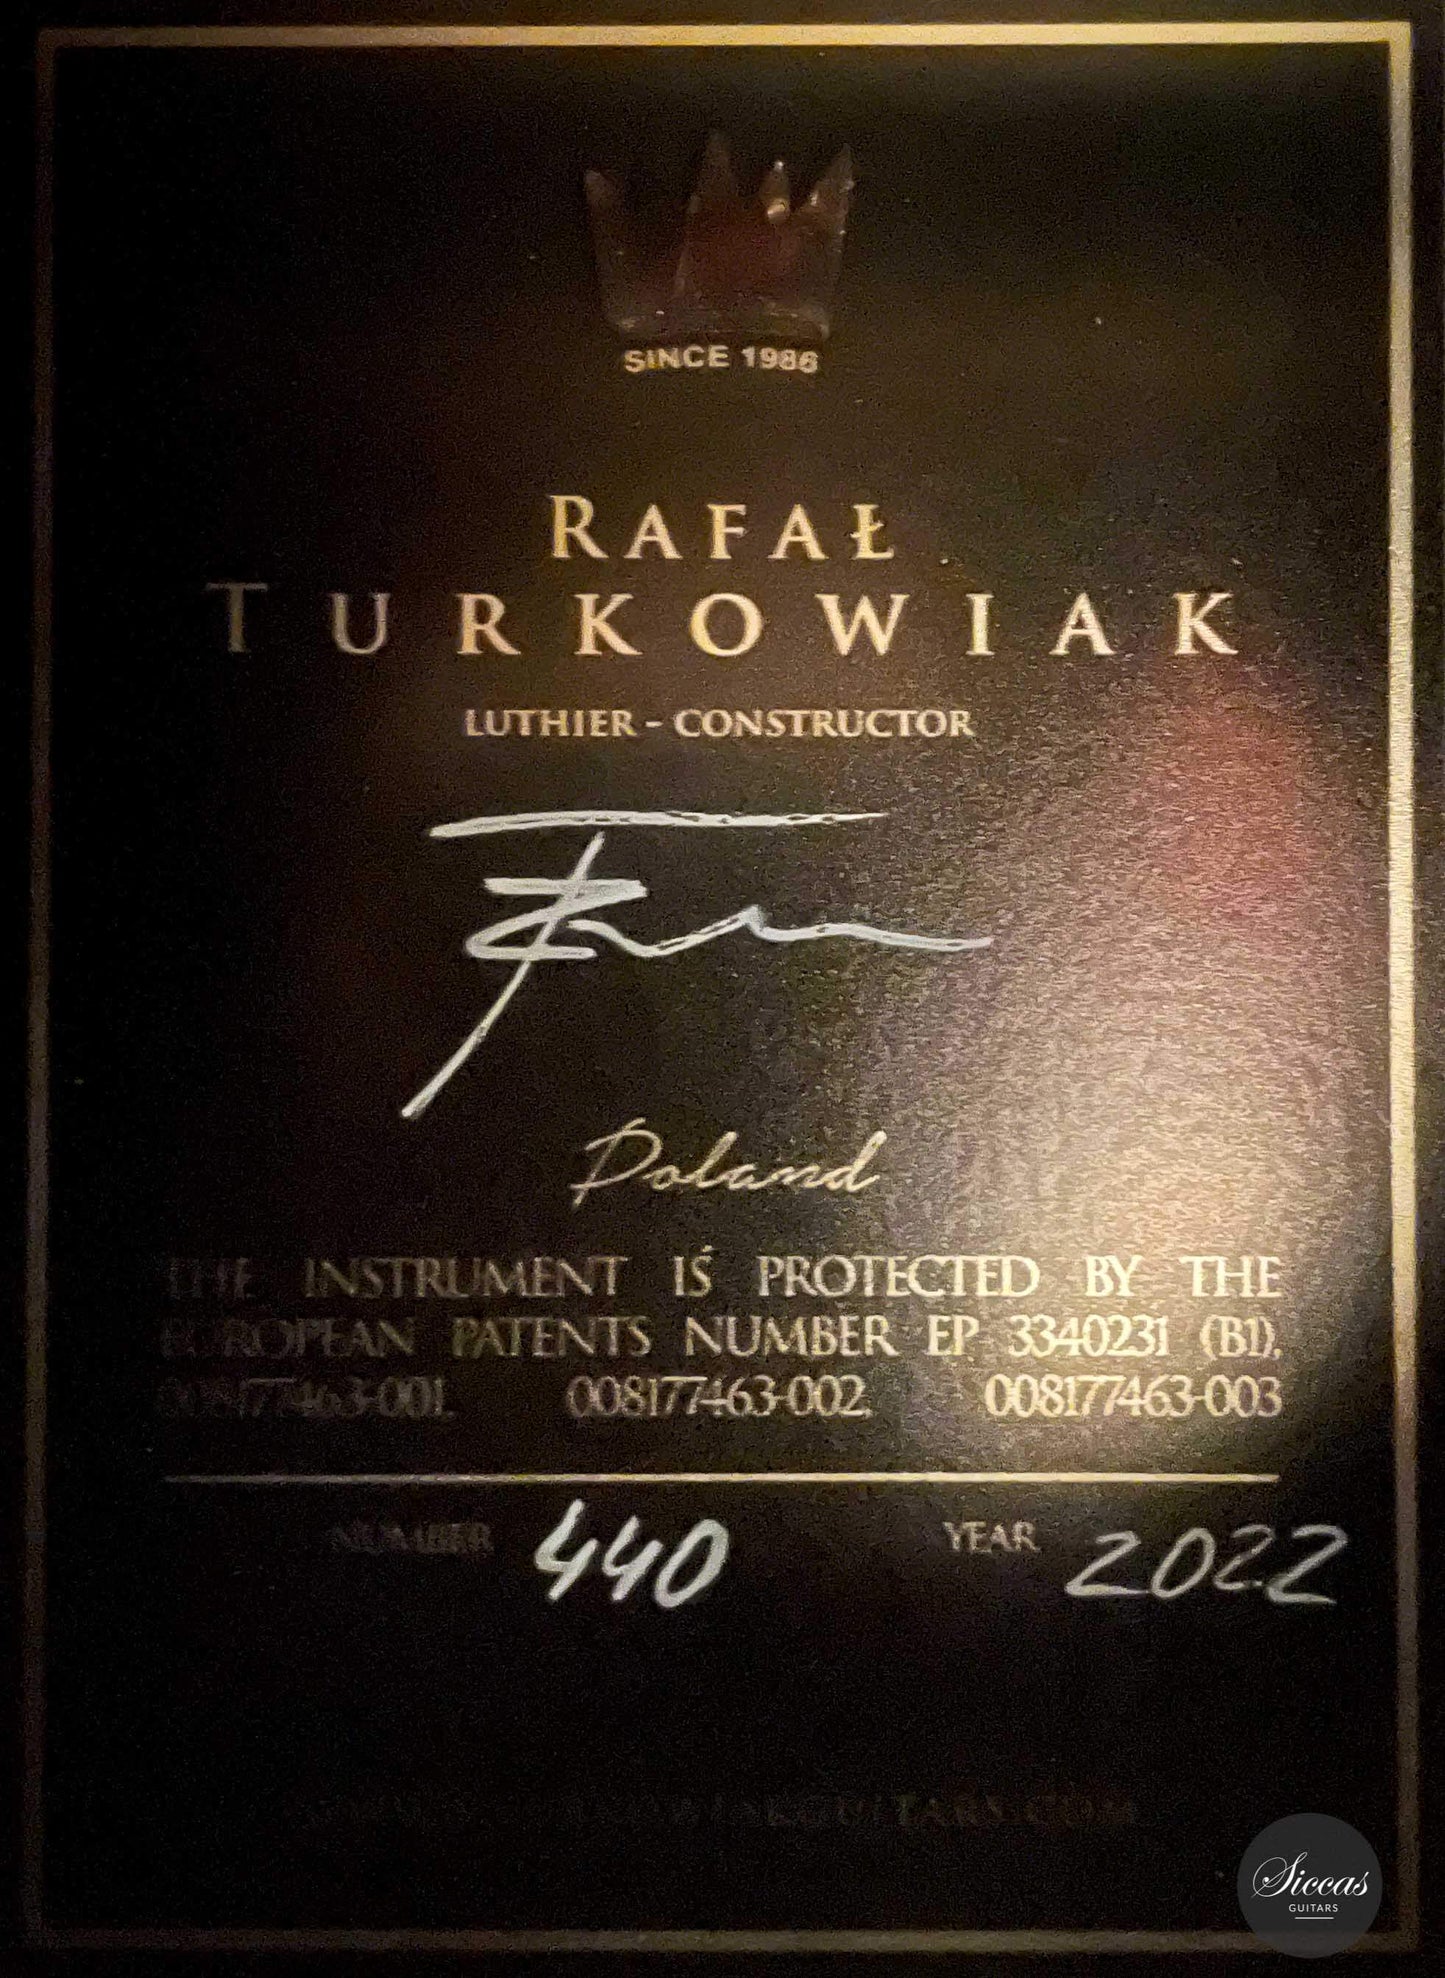 SINCE 1986
RAFAŁ
TURKOWIAK
LUTHIER - CONSTRUCTOR
Poland
THE INSTRUMENT IŚ PROTECTED BY THE
EUROPEAN PATENTS NUMBER EP 3340231 (B1),
008177463-001, 008177463-002, 008177463-003
NUMBER 440 YEAR 2022
Siccas
GUITARS